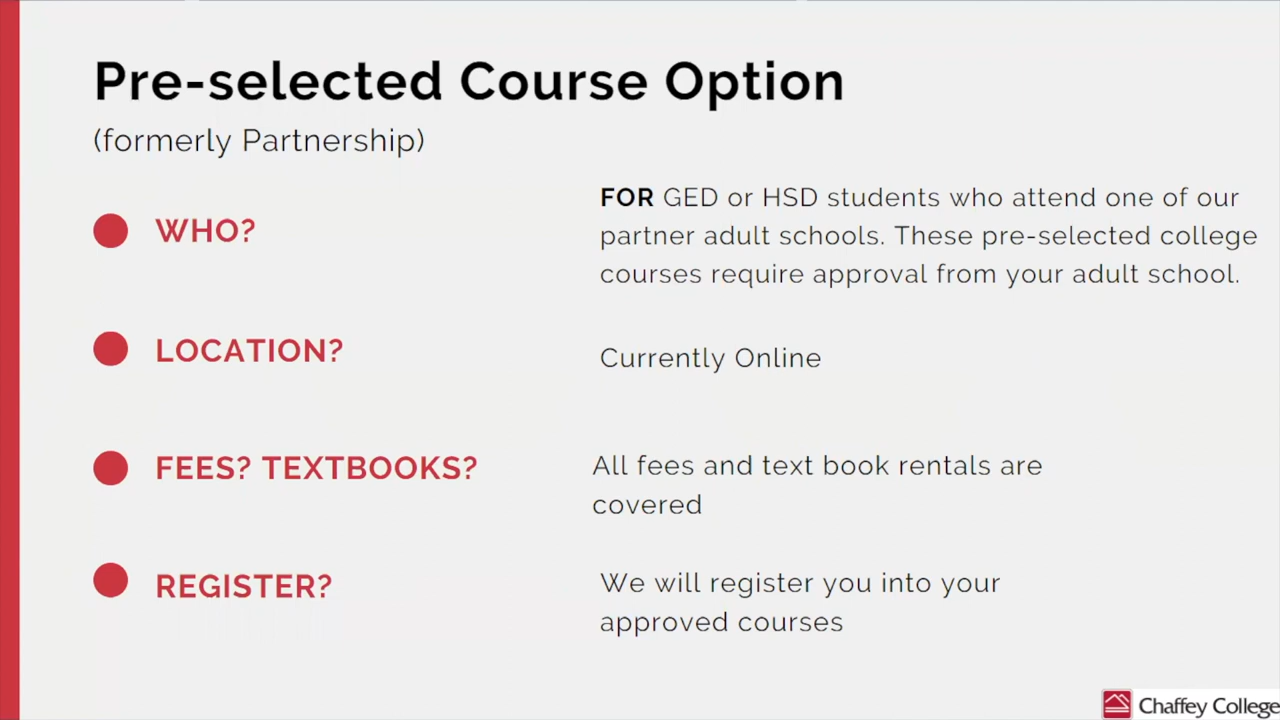 Pre-selected Course Option
(formerly Partnership)
WHO?
FOR GED or HSD students who attend one of our
partner adult schools. These pre-selected college
courses require approval from your adult school.
LOCATION?
Currently Online
FEES? TEXTBOOKS?
All fees and text book rentals are
covered
REGISTER?
We will register you into your
approved courses
Chaffey College